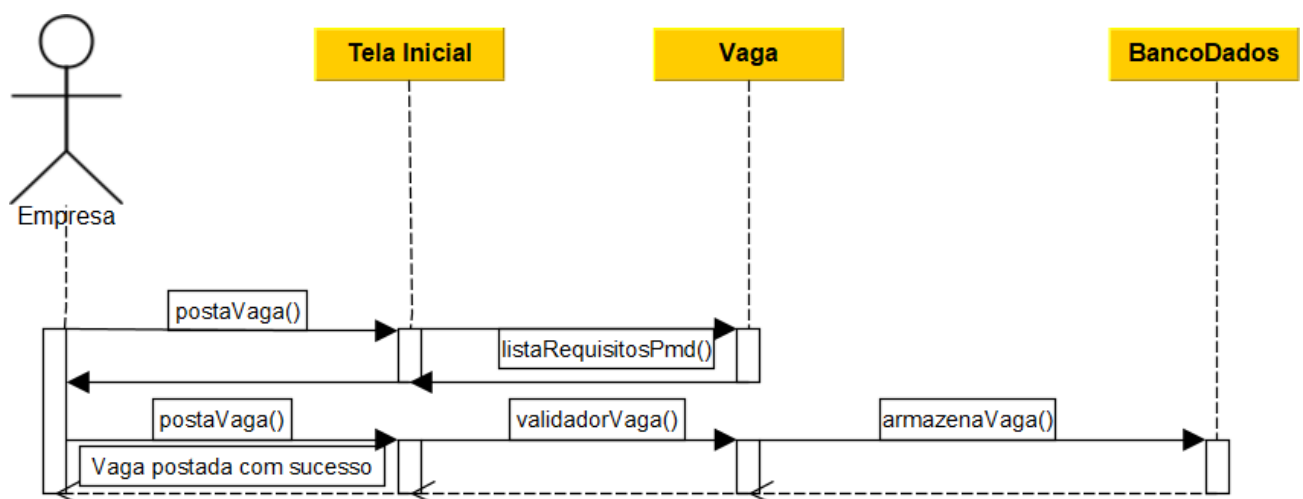 Tela Inicial
Vaga
BancoDados
Empresa
postaVaga()
listaRequisitosPmd()
postaVaga()
validadorVaga()
armazenaVaga()
Vaga postada com sucesso